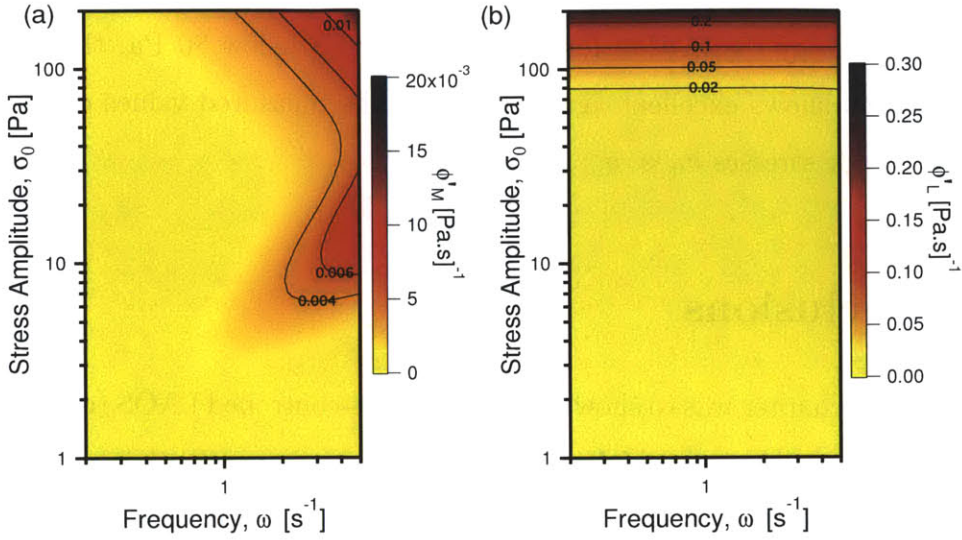 (a)
Stress Amplitude, σ0 [Pa]
100
10
1
0.01
0.006
0.004
1
Frequency, ω [s-1]
20x10-3
15
10
5
0
ϕ'M [Pa.s]-1
(b)
Stress Amplitude, σ0 [Pa]
100
10
1
0.2
0.1
0.05
0.02
1
Frequency, ω [s-1]
0.30
0.25
0.20
0.15
0.10
0.05
0.00
ϕ'L [Pa.s]-1